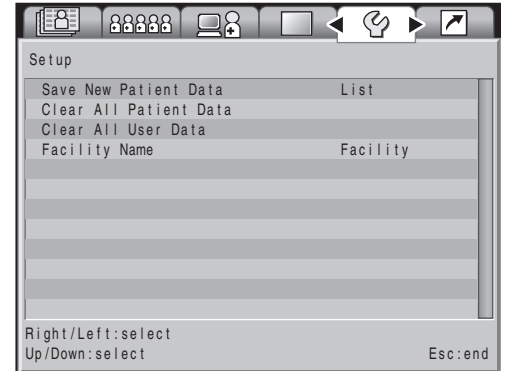 Setup
Save New Patient Data List
Clear All Patient Data
Clear All User Data
Facility Name Facility
Right/Left:select
Up/Down:select Esc:end